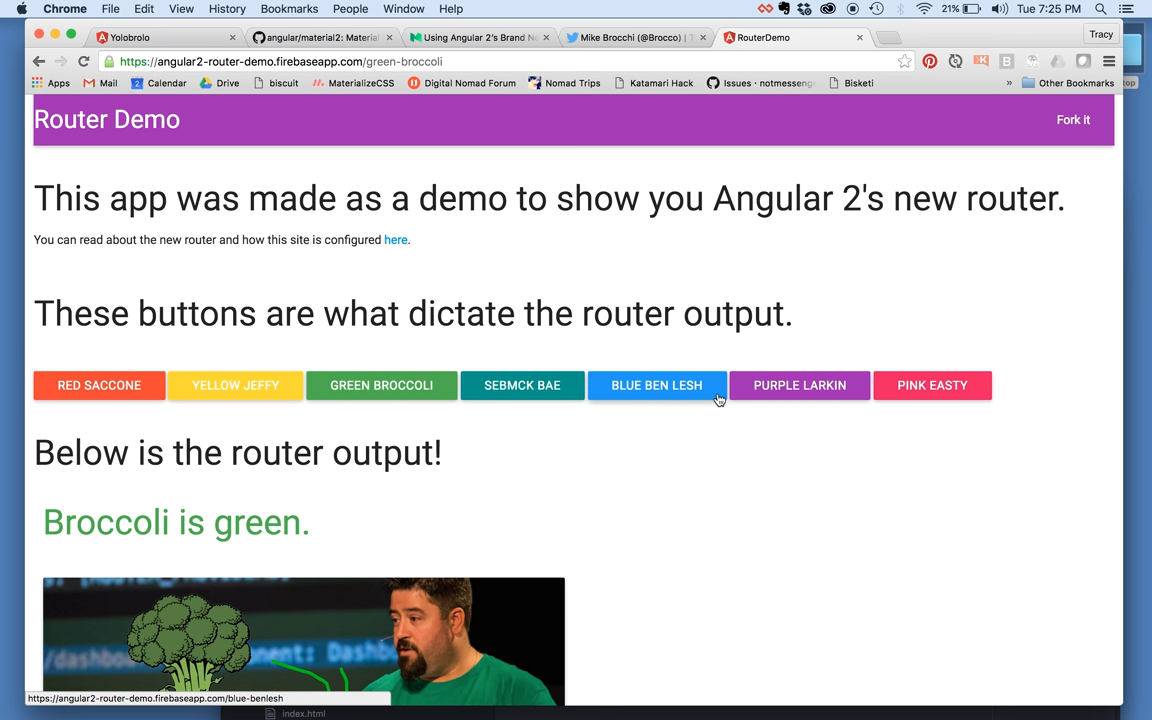 Chrome File Edit View History Bookmarks People Window Help 21% Tue 7:25 PM
Yolobrolo angular/material2: Material Using Angular 2's Brand N Mike Brocchi (@Brocco) | T RouterDemo Tracy
https://angular2-router-demo.firebaseapp.com/green-broccoli
Apps Mail Calendar Drive biscuit MaterializeCSS Digital Nomad Forum Nomad Trips Katamari Hack Issues · notmessenge Bisketi » Other Bookmarks
Router Demo Fork it
This app was made as a demo to show you Angular 2's new router.
You can read about the new router and how this site is configured here.
These buttons are what dictate the router output.
RED SACCONE YELLOW JEFFY GREEN BROCCOLI SEBMCK BAE BLUE BEN LESH PURPLE LARKIN PINK EASTY
Below is the router output!
Broccoli is green.
/dashboa onent: Dashb
https://angular2-router-demo.firebaseapp.com/blue-benlesh
index.html